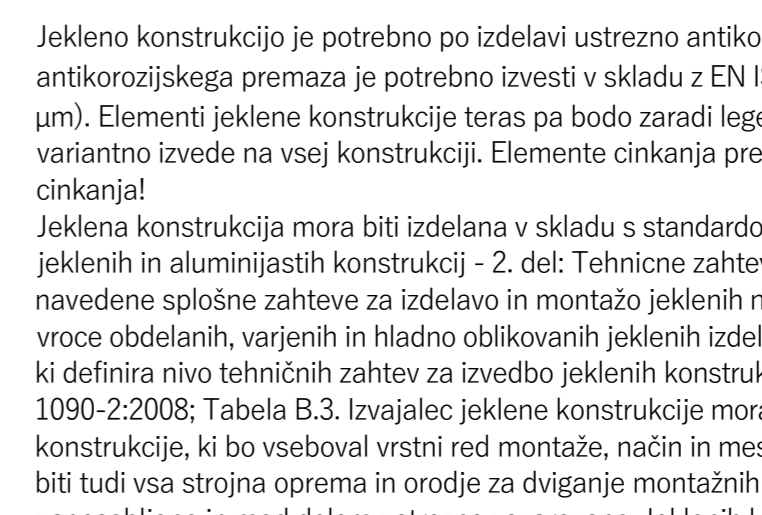 Jekleno konstrukcijo je potrebno po izdelavi ustrezno antiko
antikorozijskega premaza je potrebno izvesti v skladu z EN I
µm). Elementi jeklene konstrukcije teras pa bodo zaradi lege
variantno izvede na vsej konstrukciji. Elemente cinkanja pre
cinkanja!
Jeklena konstrukcija mora biti izdelana v skladu s standardo
jeklenih in aluminijastih konstrukcij - 2. del: Tehnicne zahtev
navedene splošne zahteve za izdelavo in montažo jeklenih n
vroce obdelanih, varjenih in hladno oblikovanih jeklenih izdel
ki definira nivo tehničnih zahtev za izvedbo jeklenih konstruk
1090-2:2008; Tabela B.3. Izvajalec jeklene konstrukcije mora
konstrukcije, ki bo vseboval vrstni red montaže, način in mes
biti tudi vsa strojna oprema in orodje za dviganje montažnih